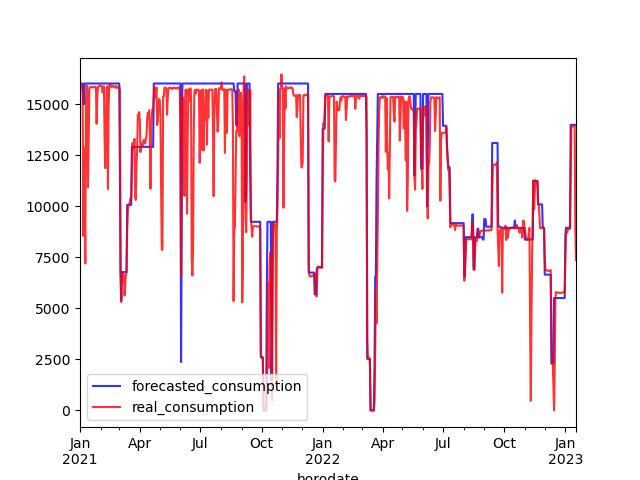 15000
12500
10000
7500
5000
2500
0
forecasted_consumption
real_consumption
Jan Apr Jul Oct Jan Apr Jul Oct Jan
2021 2022 2023
horodate